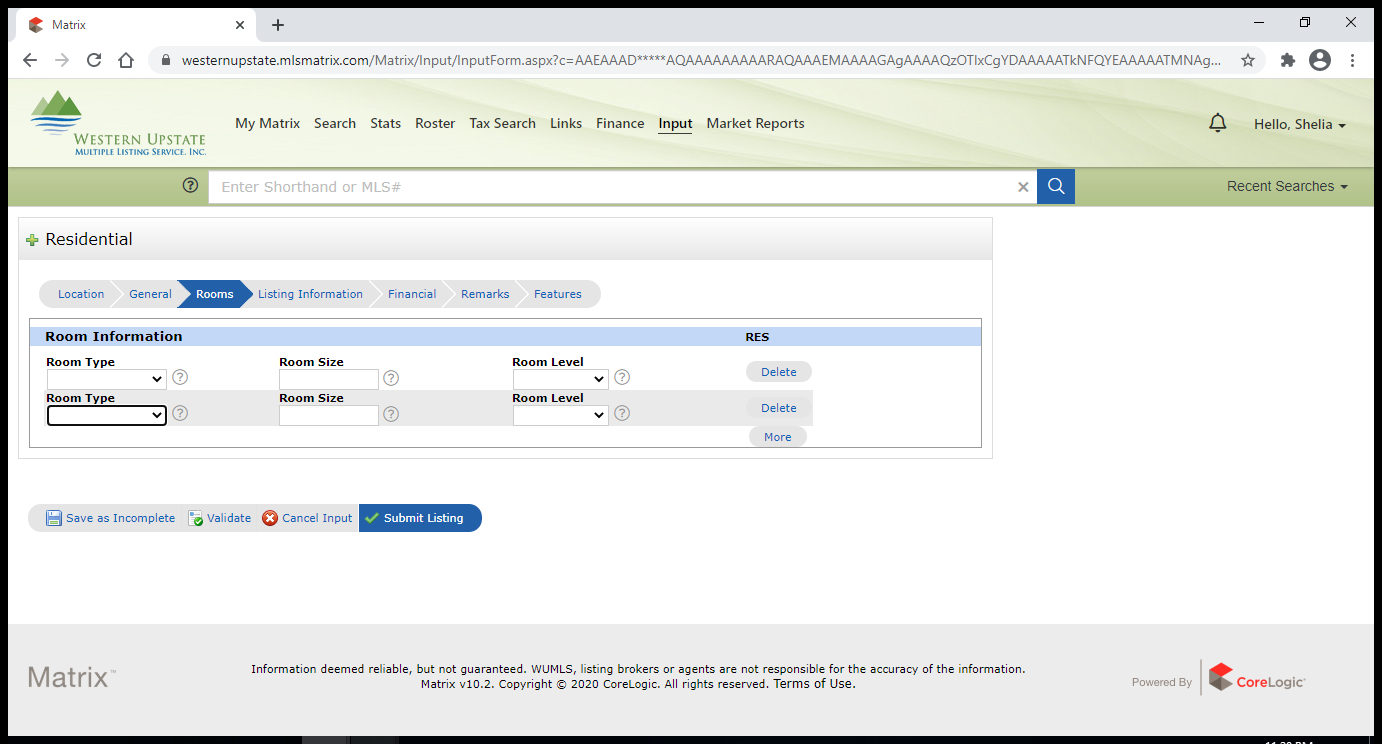 Matrix
westernupstate.mlsmatrix.com/Matrix/Input/InputForm.aspx?c=AAEAAAD*****AQAAAAAAAAARAQAAAEMAAAAGAgAAAAQzOTIxCgYDAAAAATkNFQYEAAAAATMNAg...
WESTERN UPSTATE
MULTIPLE LISTING SERVICE, INC.
My Matrix Search Stats Roster Tax Search Links Finance Input Market Reports
Hello, Shelia
Enter Shorthand or MLS#
Recent Searches
Residential
Location General Rooms Listing Information Financial Remarks Features
Room Information RES
Room Type Room Size Room Level
Delete
Room Type Room Size Room Level
Delete
More
Save as Incomplete Validate Cancel Input Submit Listing
Matrix™
Information deemed reliable, but not guaranteed. WUMLS, listing brokers or agents are not responsible for the accuracy of the information.
Matrix v10.2. Copyright © 2020 CoreLogic. All rights reserved. Terms of Use.
Powered By CoreLogic